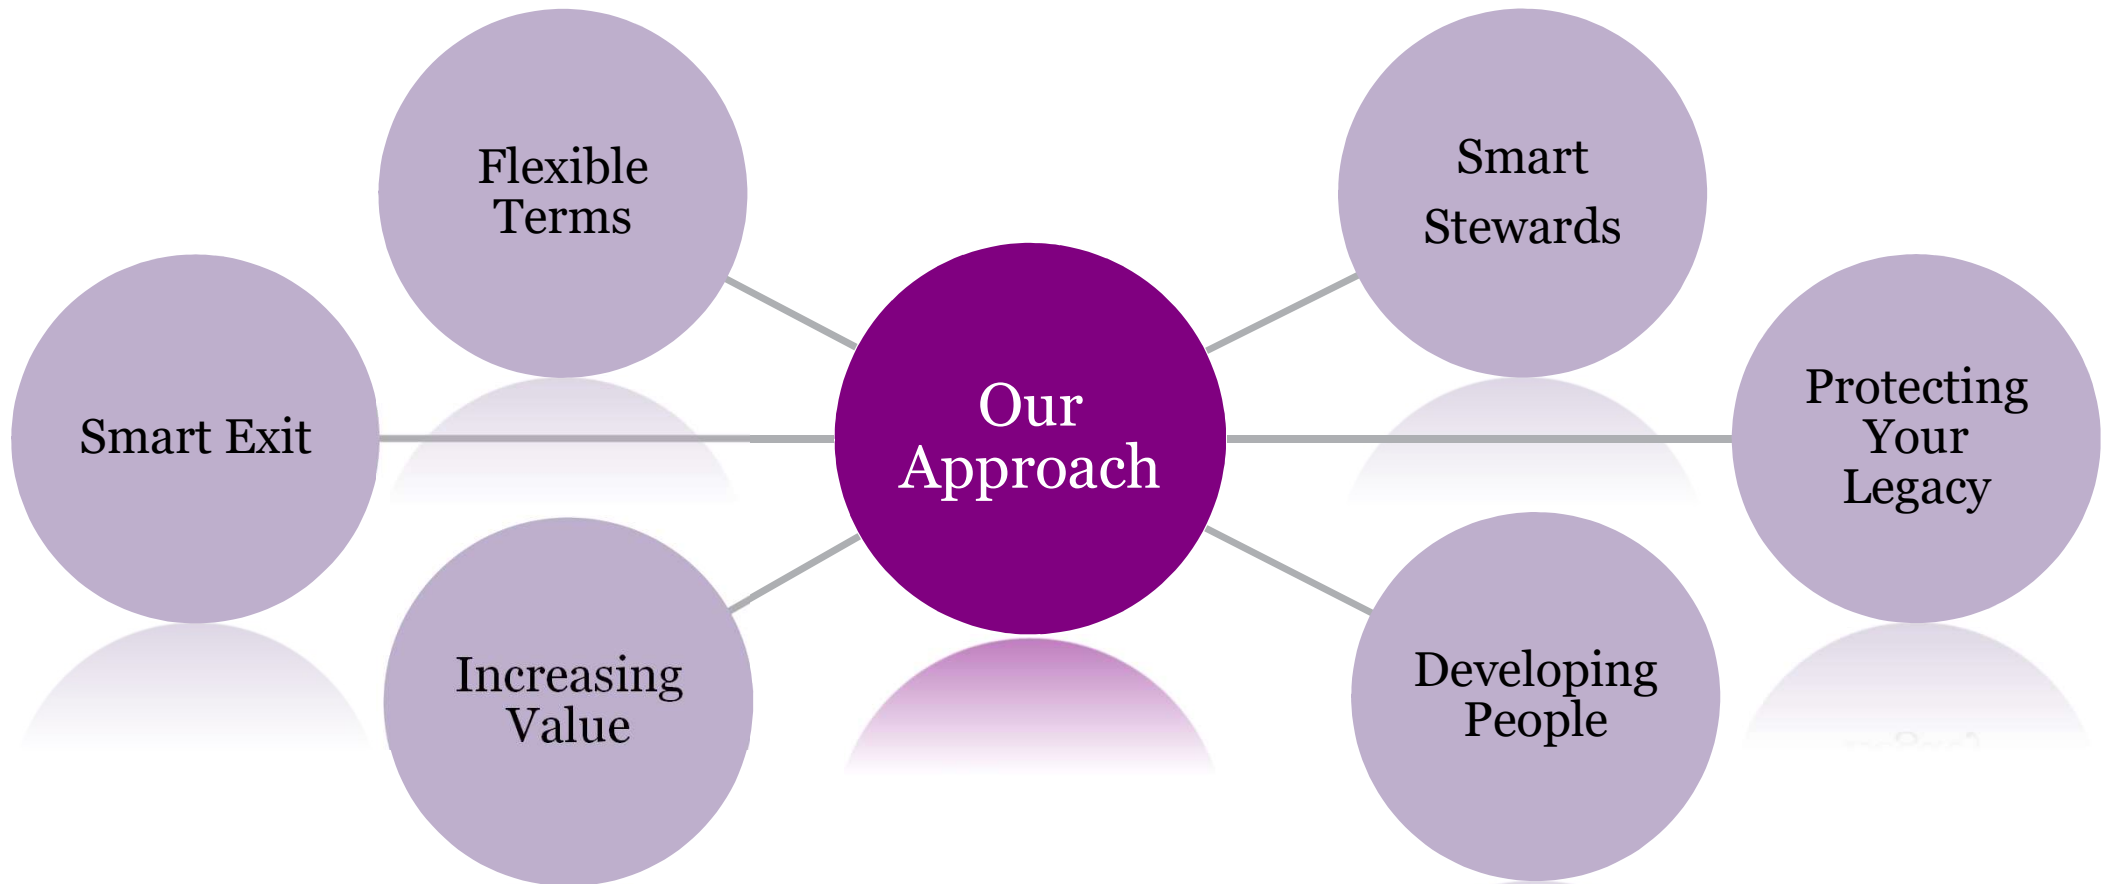 Flexible
Terms
Smart
Stewards
Smart Exit
Our
Approach
Protecting
Your
Legacy
Increasing
Value
Developing
People